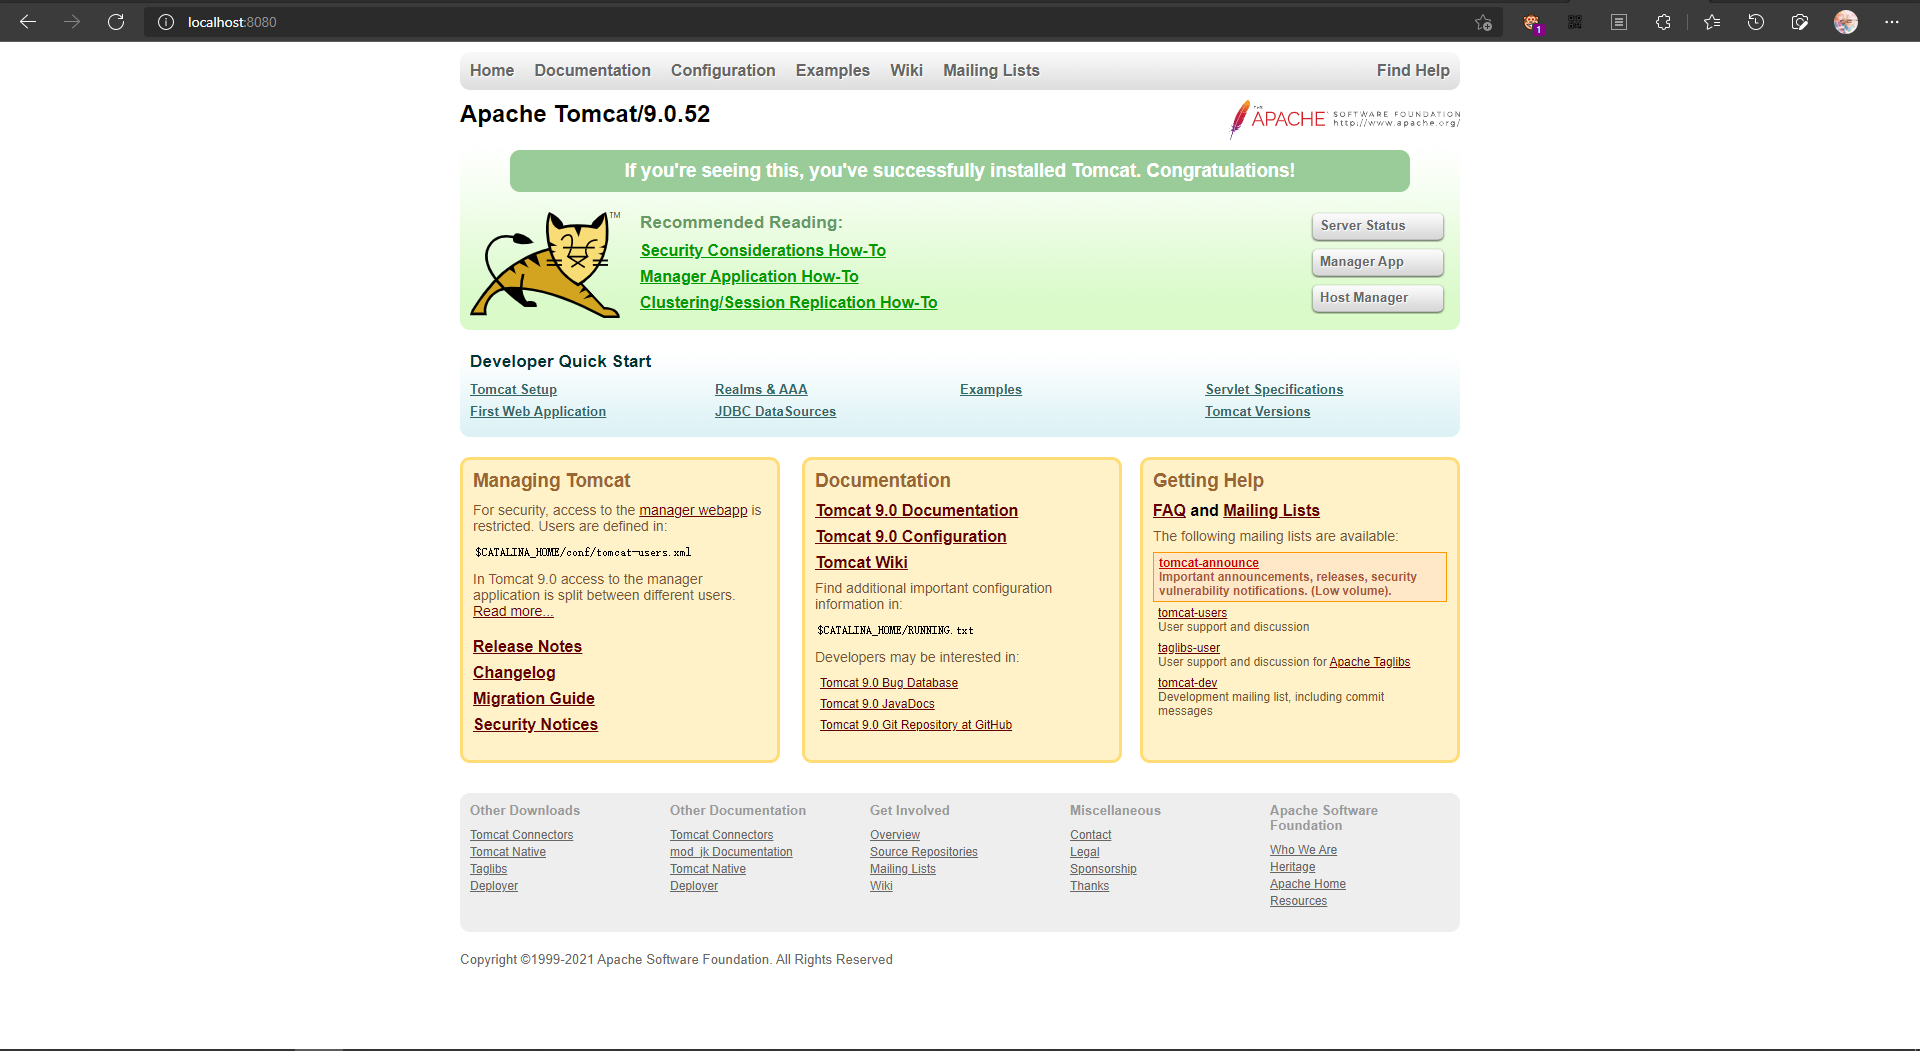 localhost:8080
1
Home Documentation Configuration Examples Wiki Mailing Lists Find Help
Apache Tomcat/9.0.52
THE APACHE SOFTWARE FOUNDATION
http://www.apache.org/
If you're seeing this, you've successfully installed Tomcat. Congratulations!
TM
Recommended Reading:
Security Considerations How-To
Manager Application How-To
Clustering/Session Replication How-To
Server Status
Manager App
Host Manager
Developer Quick Start
Tomcat Setup Realms & AAA Examples Servlet Specifications
First Web Application JDBC DataSources Tomcat Versions
Managing Tomcat
For security, access to the manager webapp is
restricted. Users are defined in:
$CATALINA_HOME/conf/tomcat-users.xml
In Tomcat 9.0 access to the manager
application is split between different users.
Read more...
Release Notes
Changelog
Migration Guide
Security Notices
Documentation
Tomcat 9.0 Documentation
Tomcat 9.0 Configuration
Tomcat Wiki
Find additional important configuration
information in:
$CATALINA_HOME/RUNNING.txt
Developers may be interested in:
Tomcat 9.0 Bug Database
Tomcat 9.0 JavaDocs
Tomcat 9.0 Git Repository at GitHub
Getting Help
FAQ and Mailing Lists
The following mailing lists are available:
tomcat-announce
Important announcements, releases, security
vulnerability notifications. (Low volume).
tomcat-users
User support and discussion
taglibs-user
User support and discussion for Apache Taglibs
tomcat-dev
Development mailing list, including commit
messages
Other Downloads
Tomcat Connectors
Tomcat Native
Taglibs
Deployer
Other Documentation
Tomcat Connectors
mod_jk Documentation
Tomcat Native
Deployer
Get Involved
Overview
Source Repositories
Mailing Lists
Wiki
Miscellaneous
Contact
Legal
Sponsorship
Thanks
Apache Software
Foundation
Who We Are
Heritage
Apache Home
Resources
Copyright ©1999-2021 Apache Software Foundation. All Rights Reserved